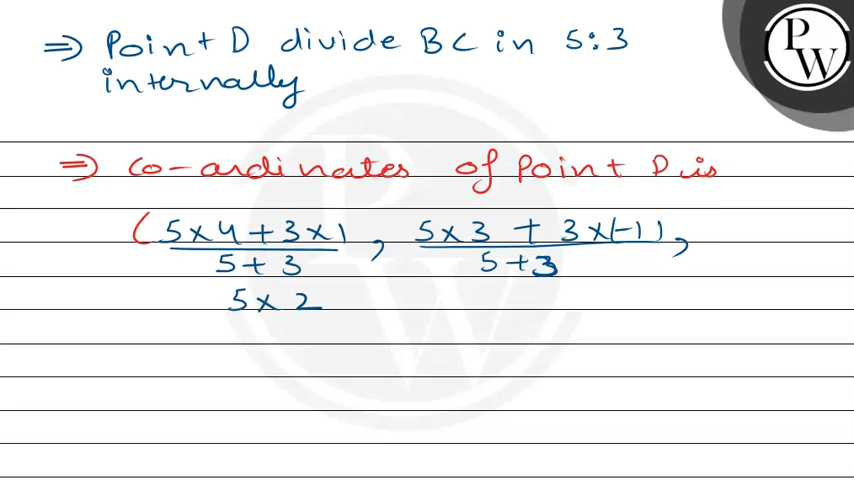 ⇒ Point D divide BC in 5:3
internally
PW
⇒ Co-ordinates of Point D is
(5×4+3×1/5+3, 5×3+3×(-1)/5+3,
5×2